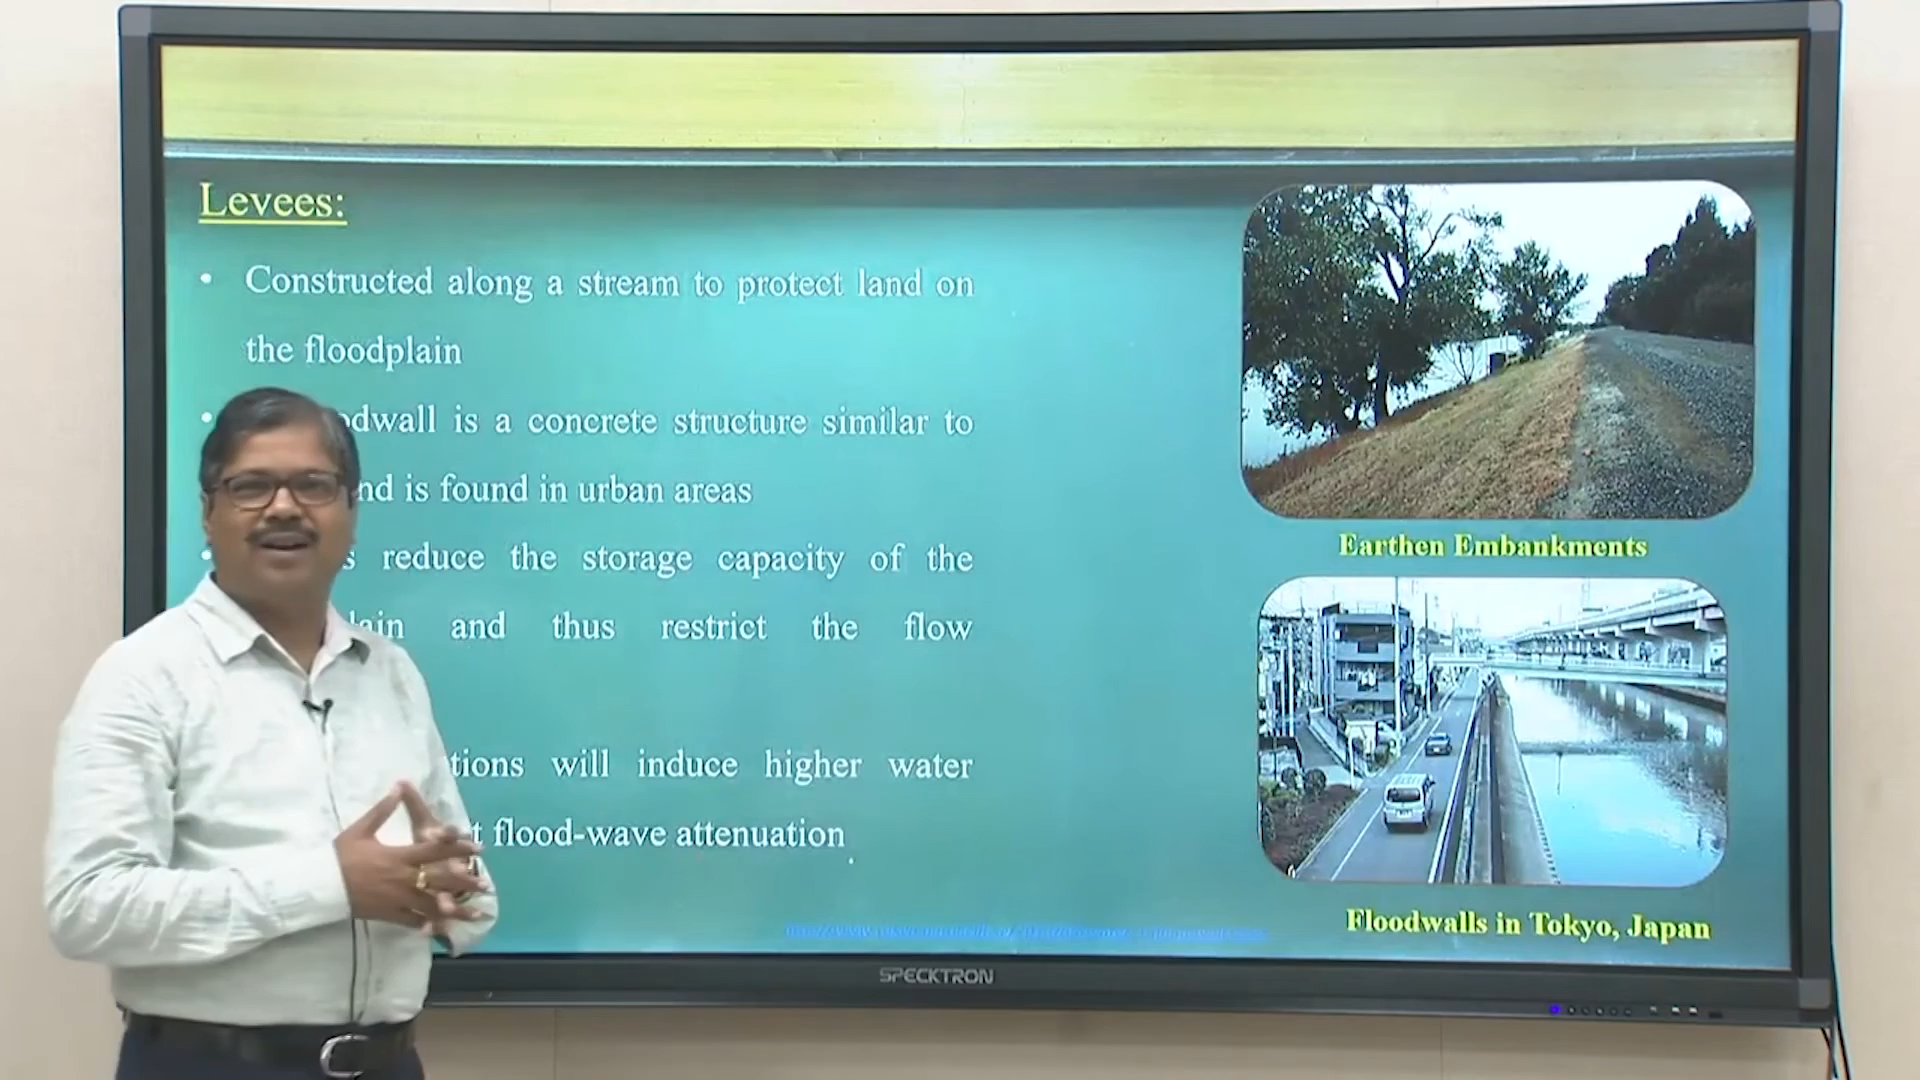 Levees:
• Constructed along a stream to protect land on
the floodplain
• odwall is a concrete structure similar to
nd is found in urban areas
• s reduce the storage capacity of the
lain and thus restrict the flow
tions will induce higher water
t flood-wave attenuation
Earthen Embankments
Floodwalls in Tokyo, Japan
SPECKTRON